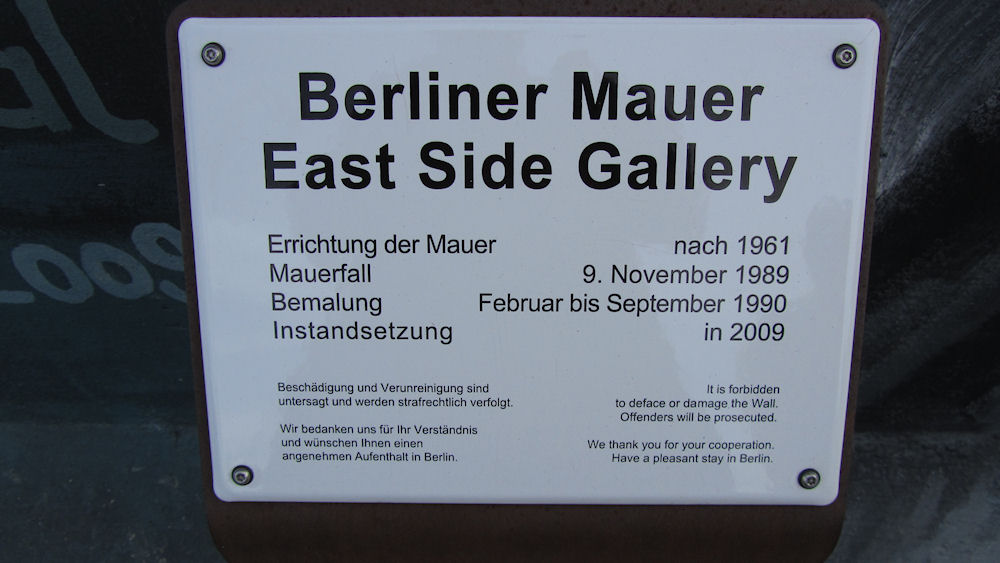 Berliner Mauer
East Side Gallery
Errichtung der Mauer nach 1961
Mauerfall 9. November 1989
Bemalung Februar bis September 1990
Instandsetzung in 2009
Beschädigung und Verunreinigung sind
untersagt und werden strafrechtlich verfolgt.
Wir bedanken uns für Ihr Verständnis
und wünschen Ihnen einen
angenehmen Aufenthalt in Berlin.
It is forbidden
to deface or damage the Wall.
Offenders will be prosecuted.
We thank you for your cooperation.
Have a pleasant stay in Berlin.